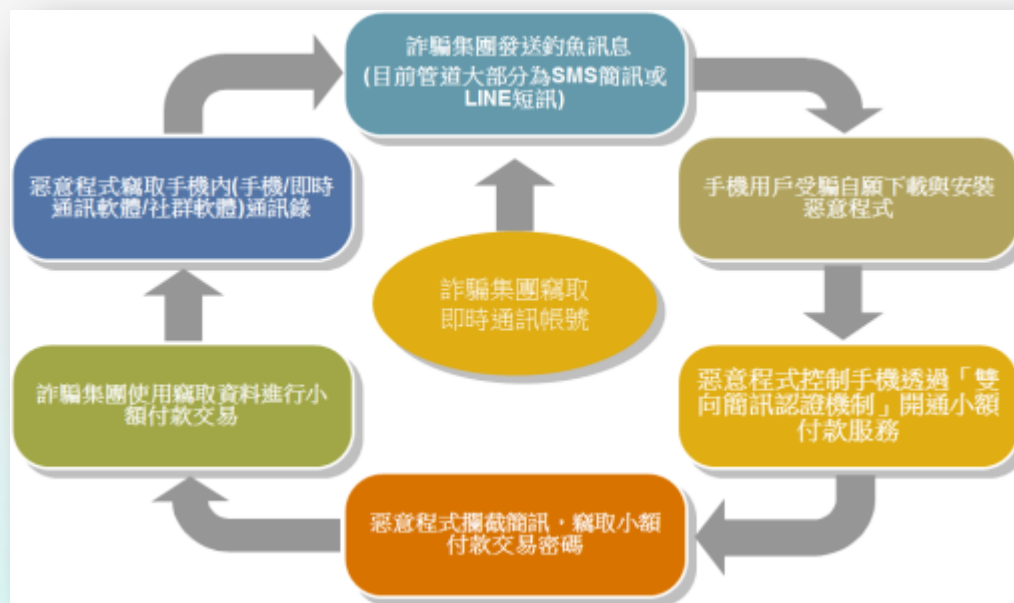 詐騙集團發送釣魚訊息
(目前管道大部分為SMS簡訊或
LINE短訊)
手機用戶受騙自願下載與安裝
惡意程式
惡意程式控制手機透過「雙
向簡訊認證機制」開通小額
付款服務
惡意程式攔截簡訊，竊取小額
付款交易密碼
詐騙集團使用竊取資料進行小
額付款交易
惡意程式竊取手機內(手機/即時
通訊軟體/社群軟體)通訊錄
詐騙集團竊取
即時通訊帳號